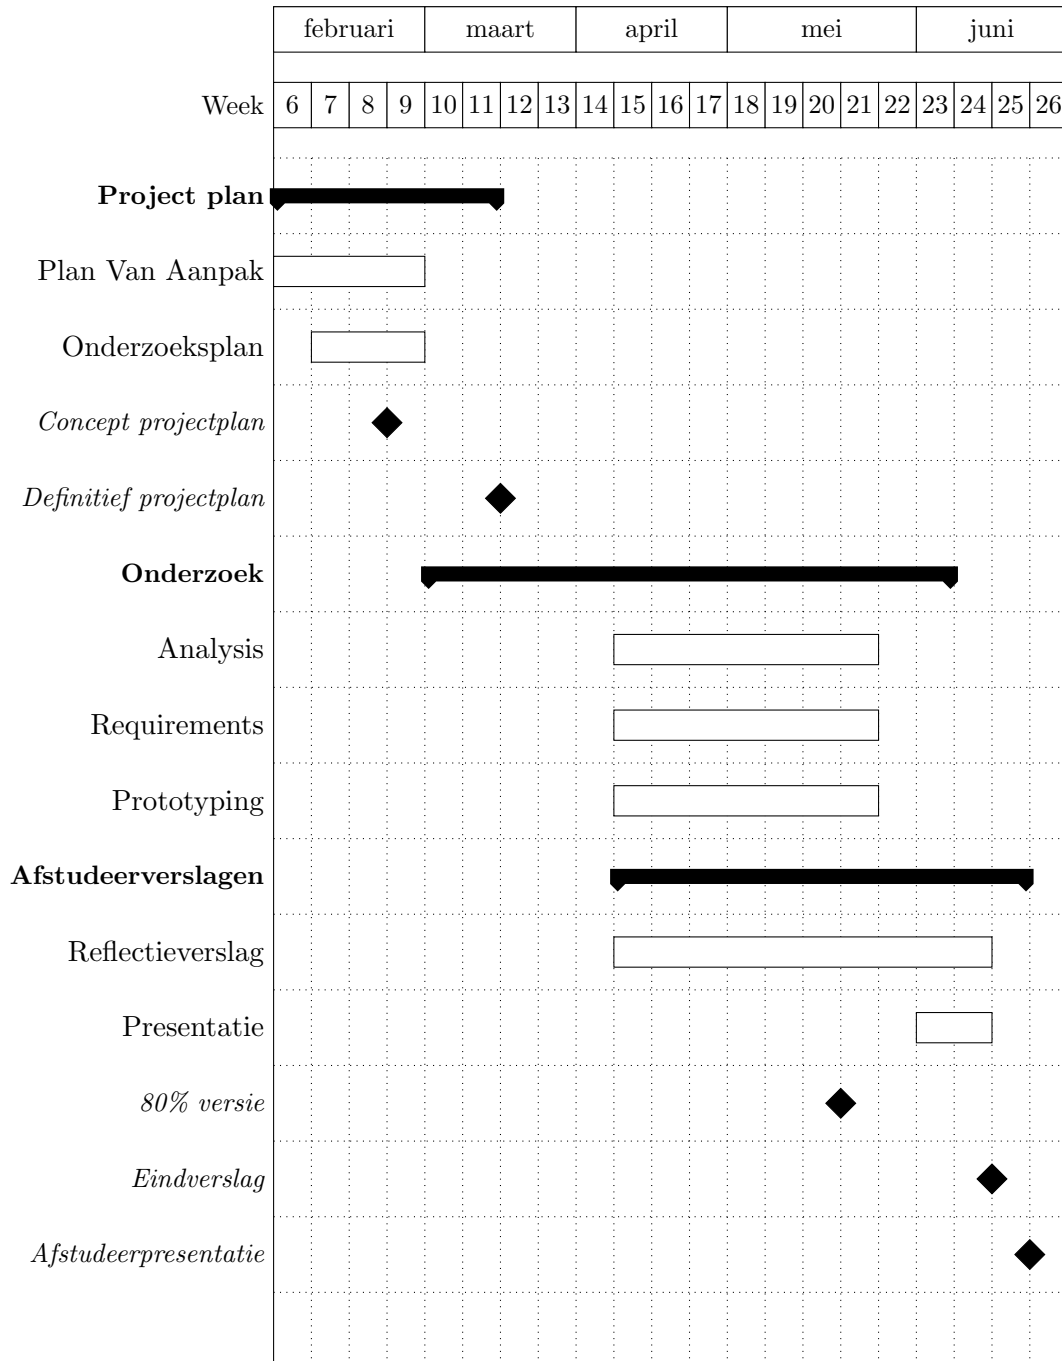 februari maart april mei juni
Week 6 7 8 9 10 11 12 13 14 15 16 17 18 19 20 21 22 23 24 25 26
Project plan
Plan Van Aanpak
Onderzoeksplan
Concept projectplan
Definitief projectplan
Onderzoek
Analysis
Requirements
Prototyping
Afstudeerverslagen
Reflectieverslag
Presentatie
80% versie
Eindverslag
Afstudeerpresentatie